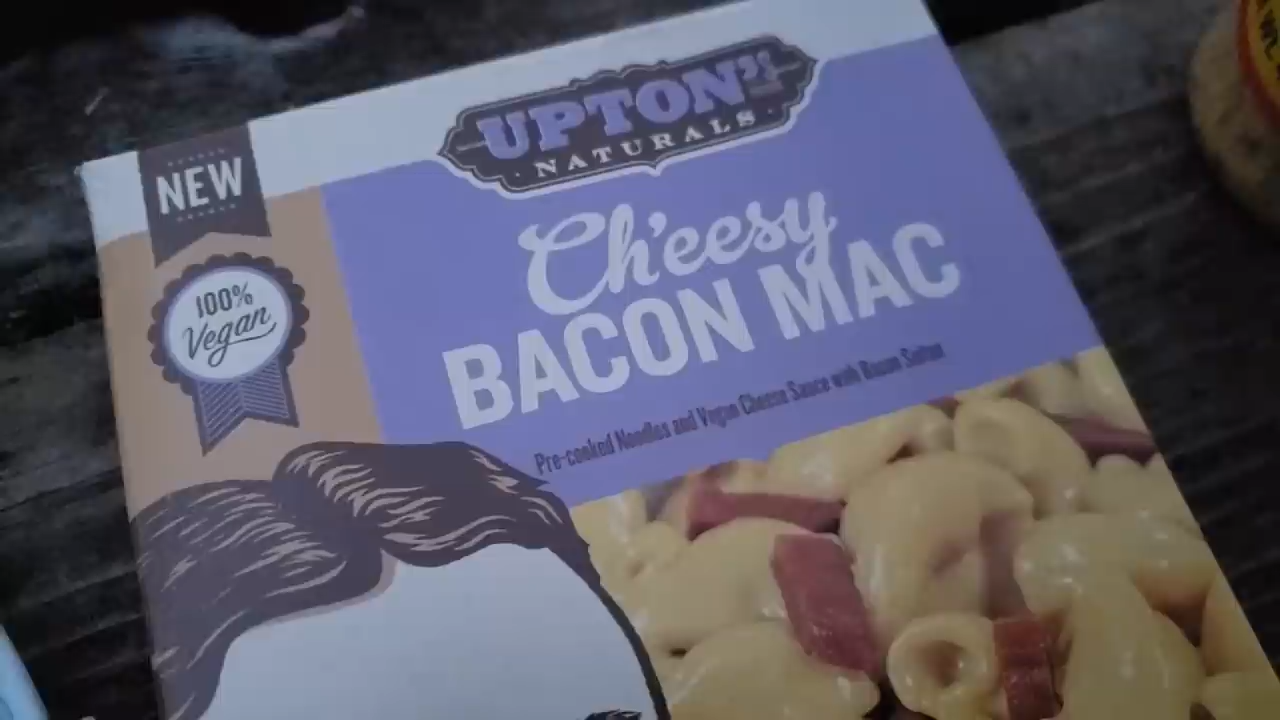 UPTON'S
NATURALS
NEW
100%
Vegan
Ch'eesy
BACON MAC
Pre-cooked Noodles and Vegan Cheese Sauce with Bacon Seitan